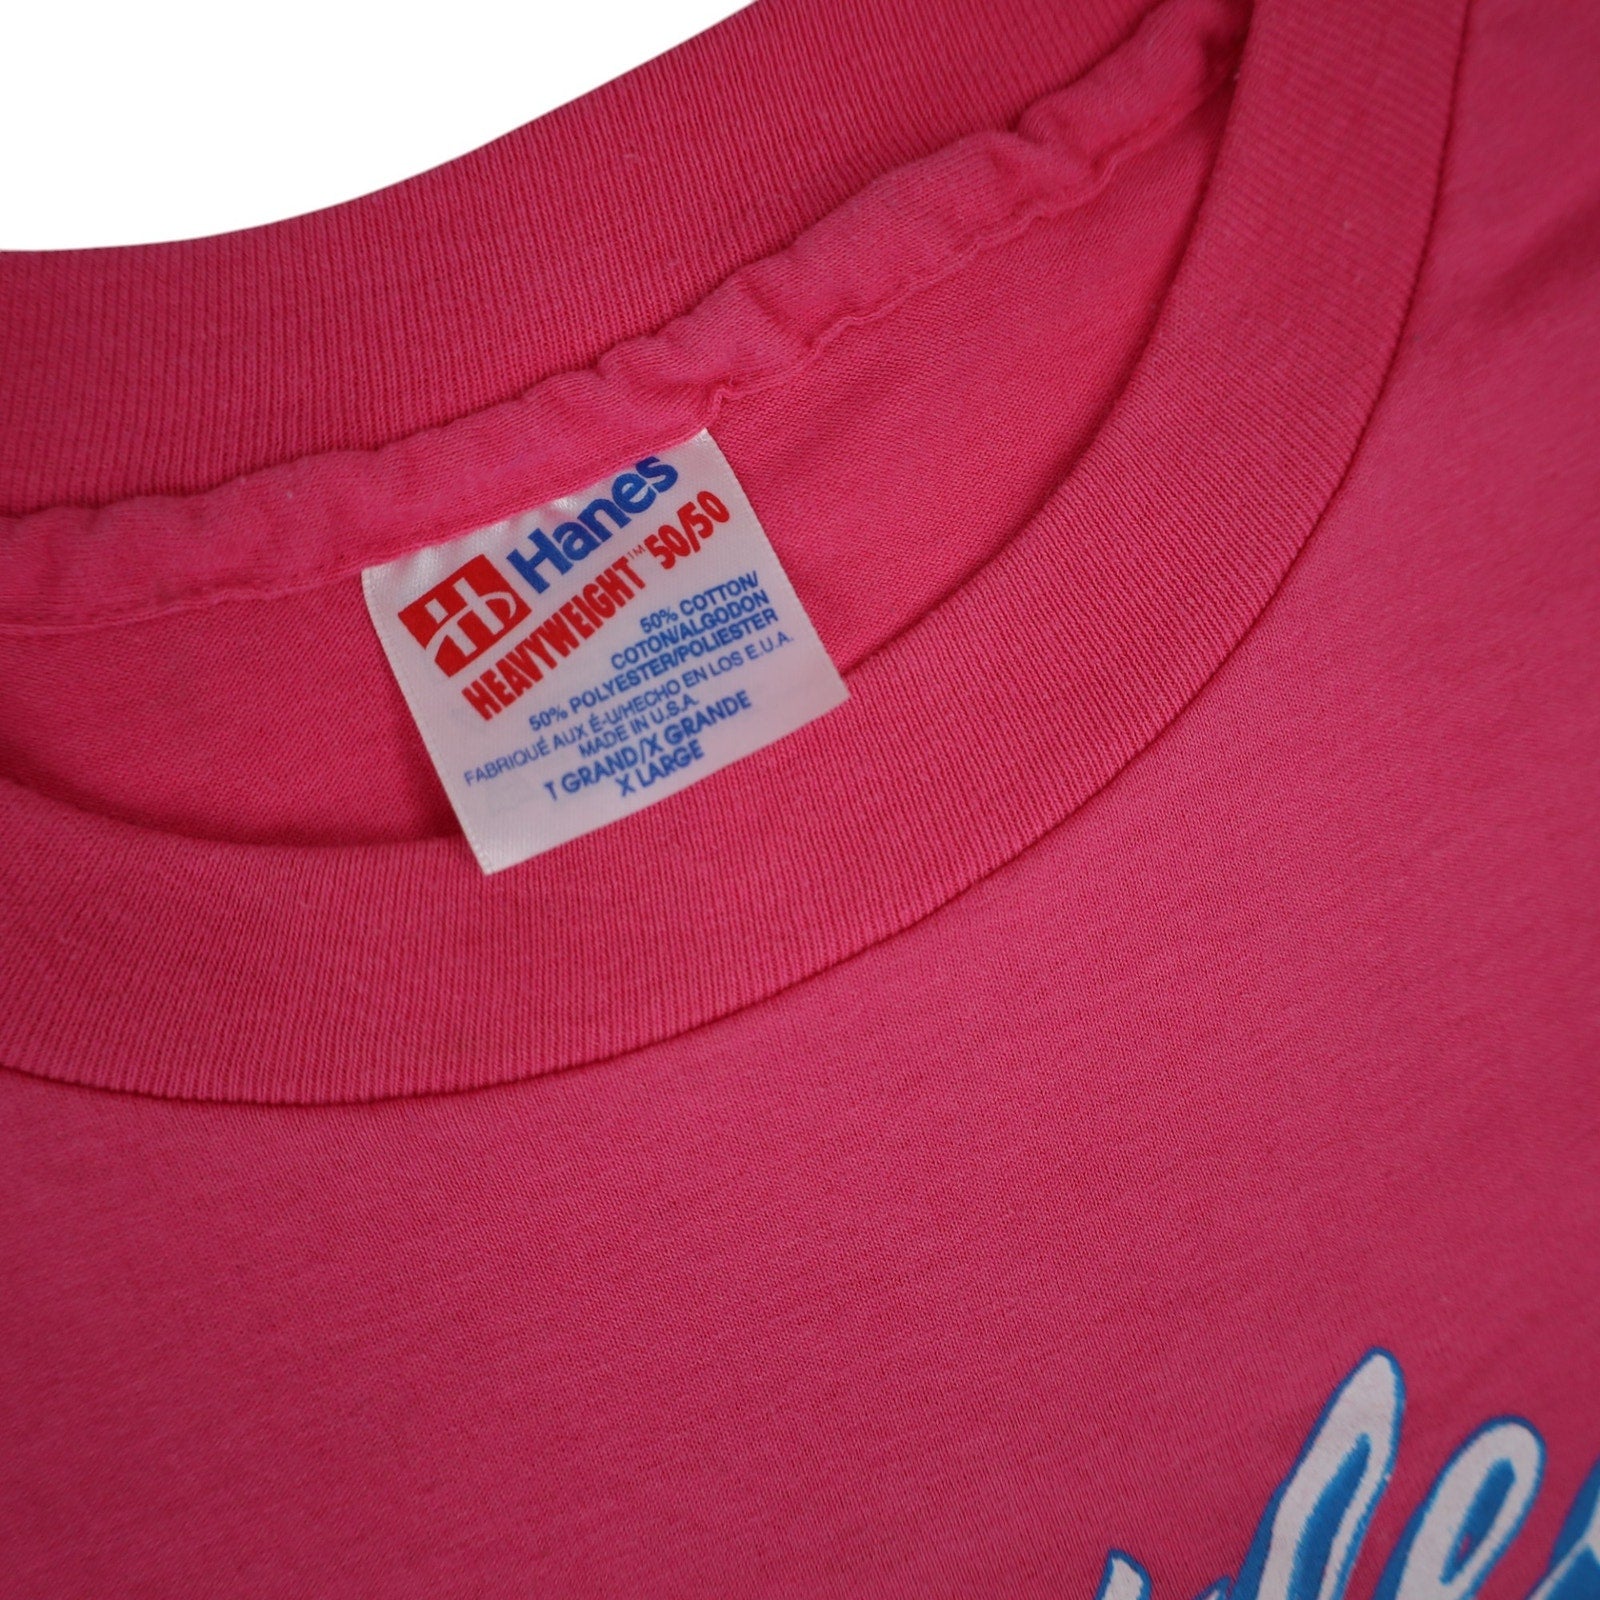 Hanes
HEAVYWEIGHT™ 50/50
50% COTTON/
COTON/ALGODON
50% POLYESTER/POLIESTER
FABRIQUÉ AUX É-U/HECHO EN LOS E.U.A.
MADE IN U.S.A.
T GRAND/X GRANDE
X LARGE